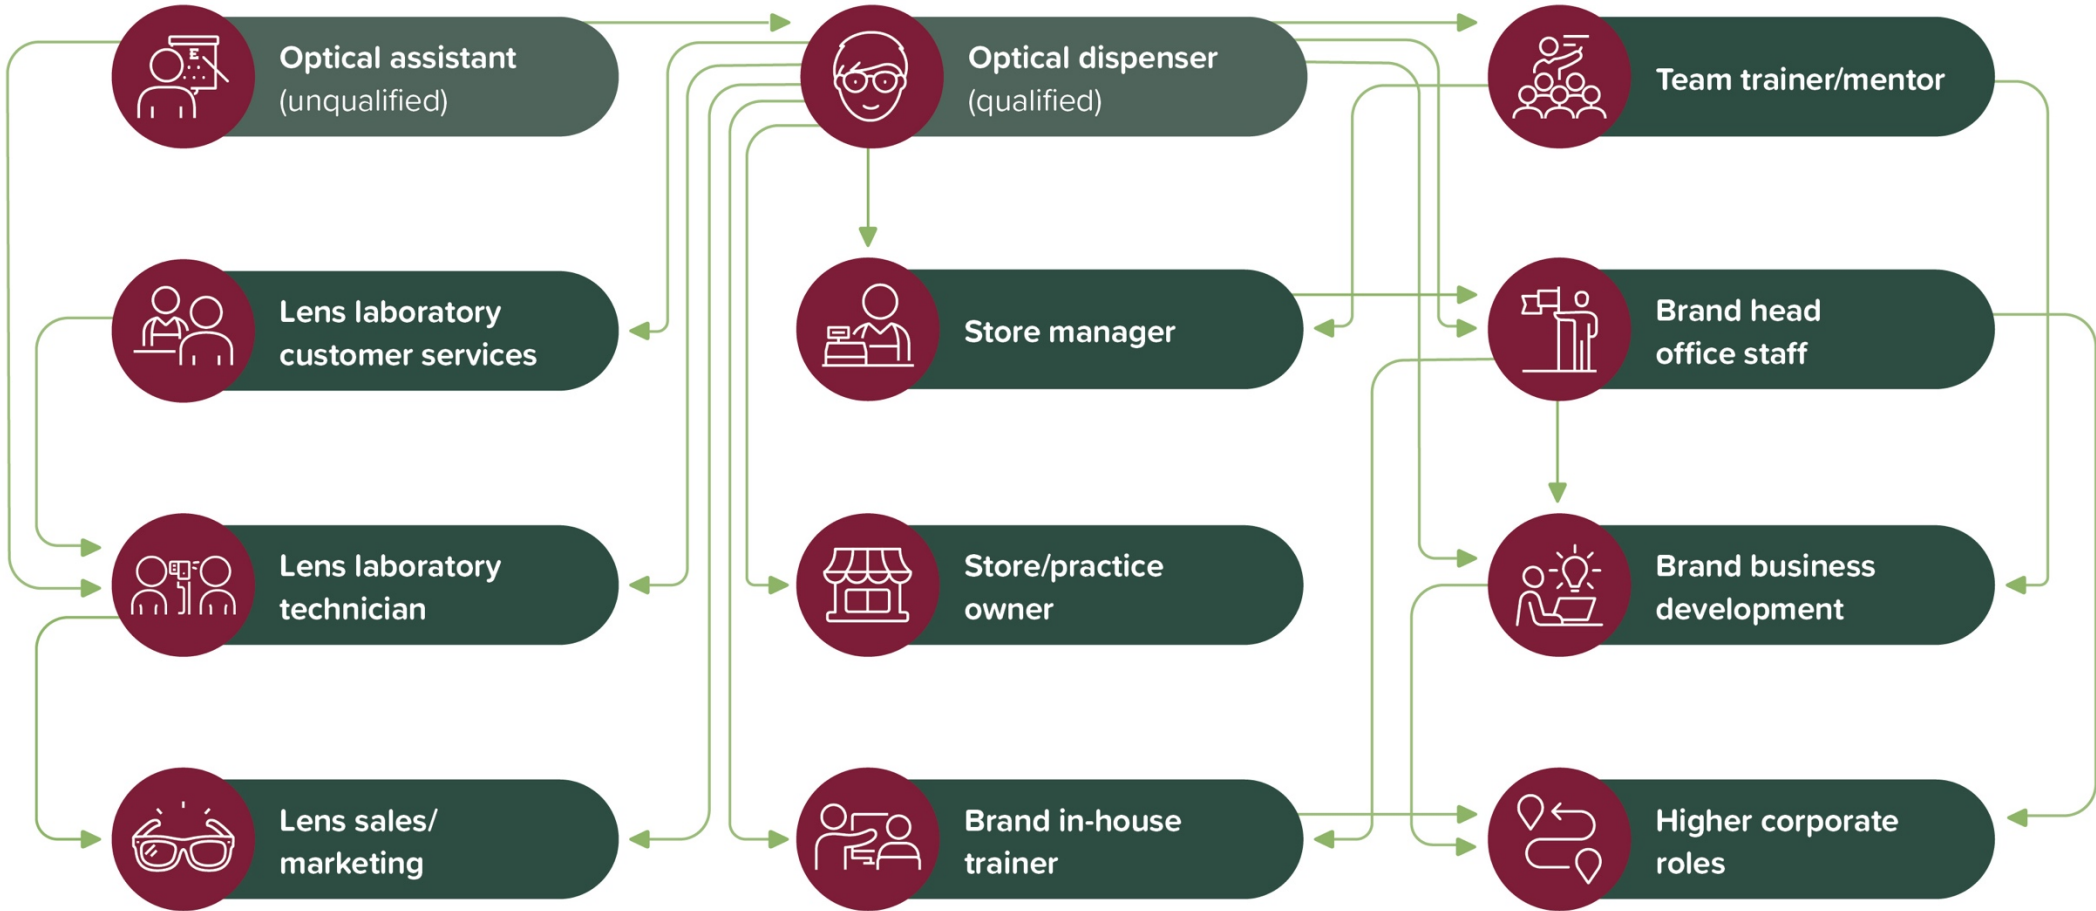 Optical assistant
(unqualified)
Optical dispenser
(qualified)
Team trainer/mentor
Lens laboratory
customer services
Store manager
Brand head
office staff
Lens laboratory
technician
Store/practice
owner
Brand business
development
Lens sales/
marketing
Brand in-house
trainer
Higher corporate
roles